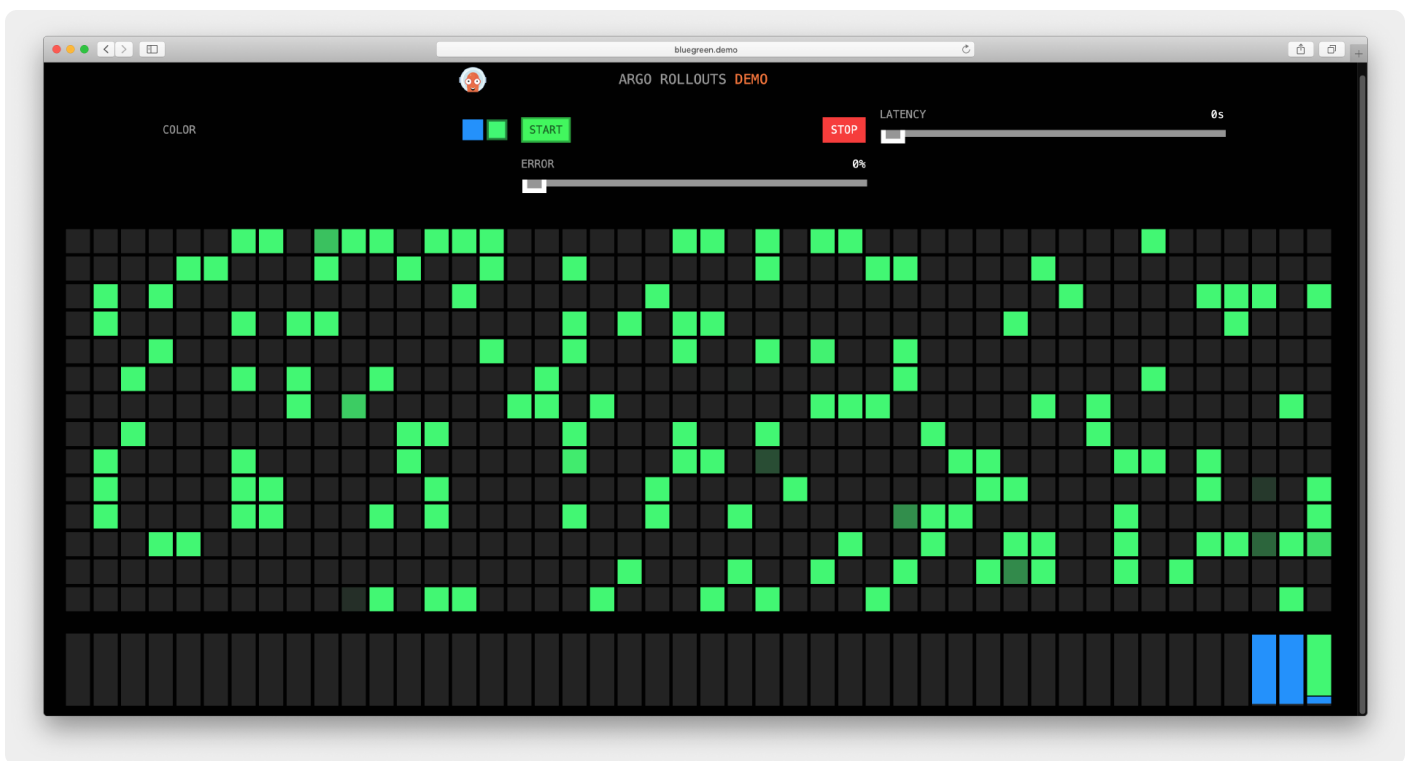 bluegreen.demo
ARGO ROLLOUTS DEMO
COLOR
START
STOP
LATENCY 0s
ERROR 0%